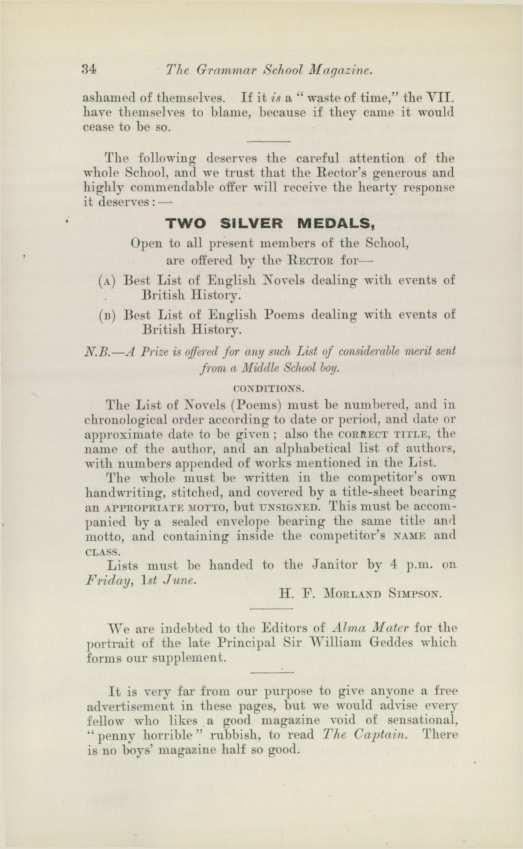 34 The Grammar School Magazine.
ashamed of themselves. If it is a "waste of time," the VII.
have themselves to blame, because if they came it would
cease to be so.
The following deserves the careful attention of the
whole School, and we trust that the Rector's generous and
highly commendable offer will receive the hearty response
it deserves:—
TWO SILVER MEDALS,
Open to all present members of the School,
are offered by the RECTOR for—
(A) Best List of English Novels dealing with events of
British History.
(B) Best List of English Poems dealing with events of
British History.
N.B.—A Prize is offered for any such List of considerable merit sent
from a Middle School boy.
CONDITIONS.
The List of Novels (Poems) must be numbered, and in
chronological order according to date or period, and date or
approximate date to be given; also the CORRECT TITLE, the
name of the author, and an alphabetical list of authors,
with numbers appended of works mentioned in the List.
The whole must be written in the competitor's own
handwriting, stitched, and covered by a title-sheet bearing
an APPROPRIATE MOTTO, but UNSIGNED. This must be accom-
panied by a sealed envelope bearing the same title and
motto, and containing inside the competitor's NAME and
CLASS.
Lists must be handed to the Janitor by 4 p.m. on
Friday, 1st June.
H. F. MORLAND SIMPSON.
We are indebted to the Editors of Alma Mater for the
portrait of the late Principal Sir William Geddes which
forms our supplement.
It is very far from our purpose to give anyone a free
advertisement in these pages, but we would advise every
fellow who likes a good magazine void of sensational,
"penny horrible" rubbish, to read The Captain. There
is no boys' magazine half so good.